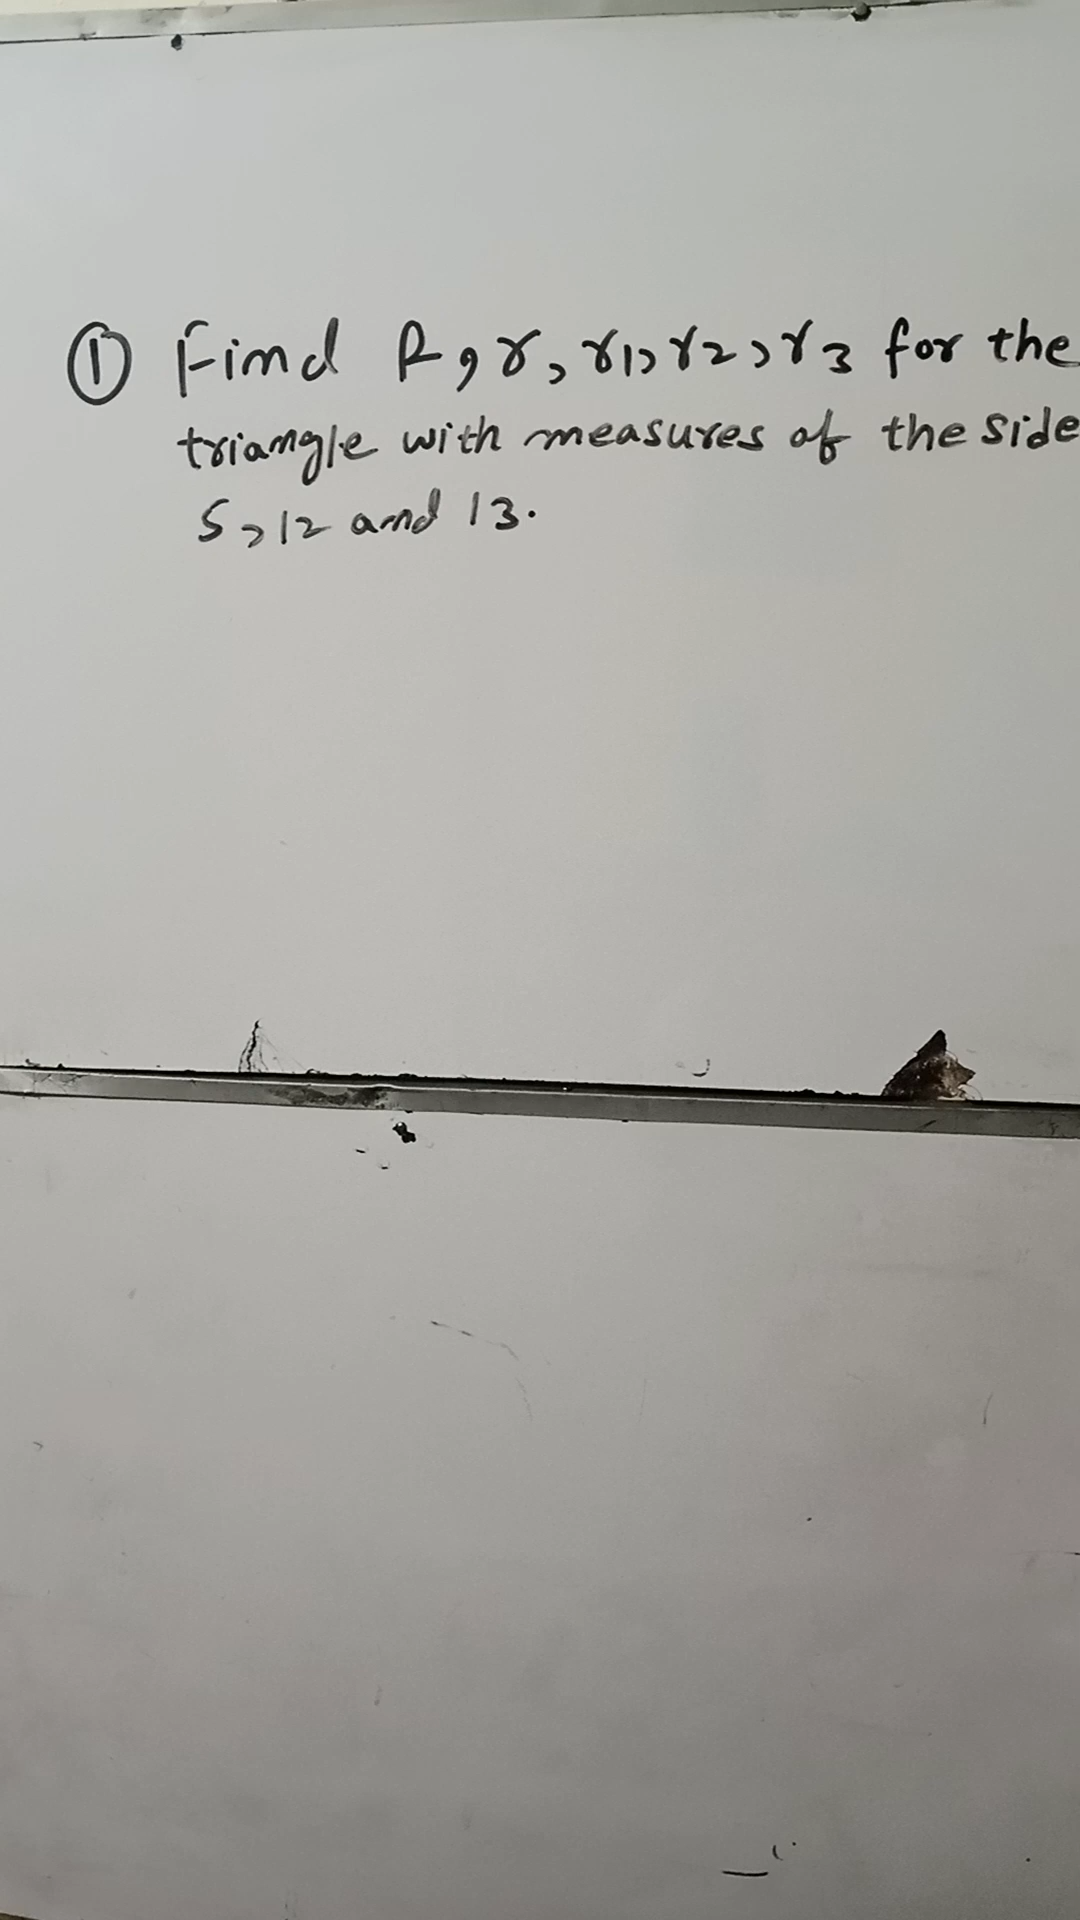 ① Find R, r, r1, r2, r3 for the
triangle with measures of the side
5, 12 and 13.